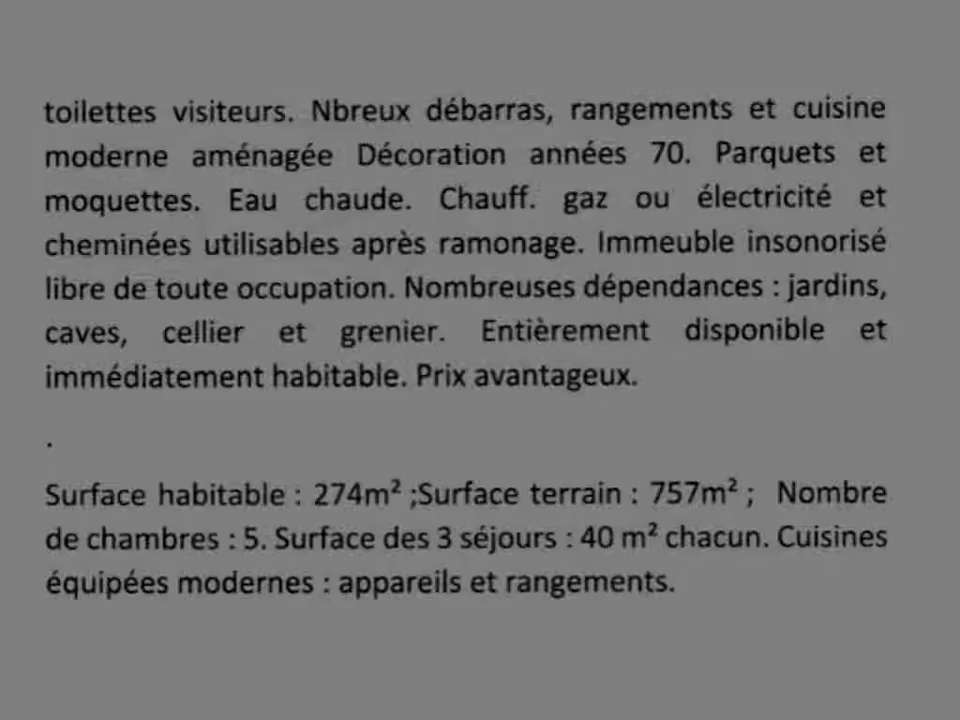 toilettes visiteurs. Nbreux débarras, rangements et cuisine
moderne aménagée Décoration années 70. Parquets et
moquettes. Eau chaude. Chauff. gaz ou électricité et
cheminées utilisables après ramonage. Immeuble insonorisé
libre de toute occupation. Nombreuses dépendances : jardins,
caves, cellier et grenier. Entièrement disponible et
immédiatement habitable. Prix avantageux.
.
Surface habitable : 274m² ;Surface terrain : 757m² ; Nombre
de chambres : 5. Surface des 3 séjours : 40 m² chacun. Cuisines
équipées modernes : appareils et rangements.